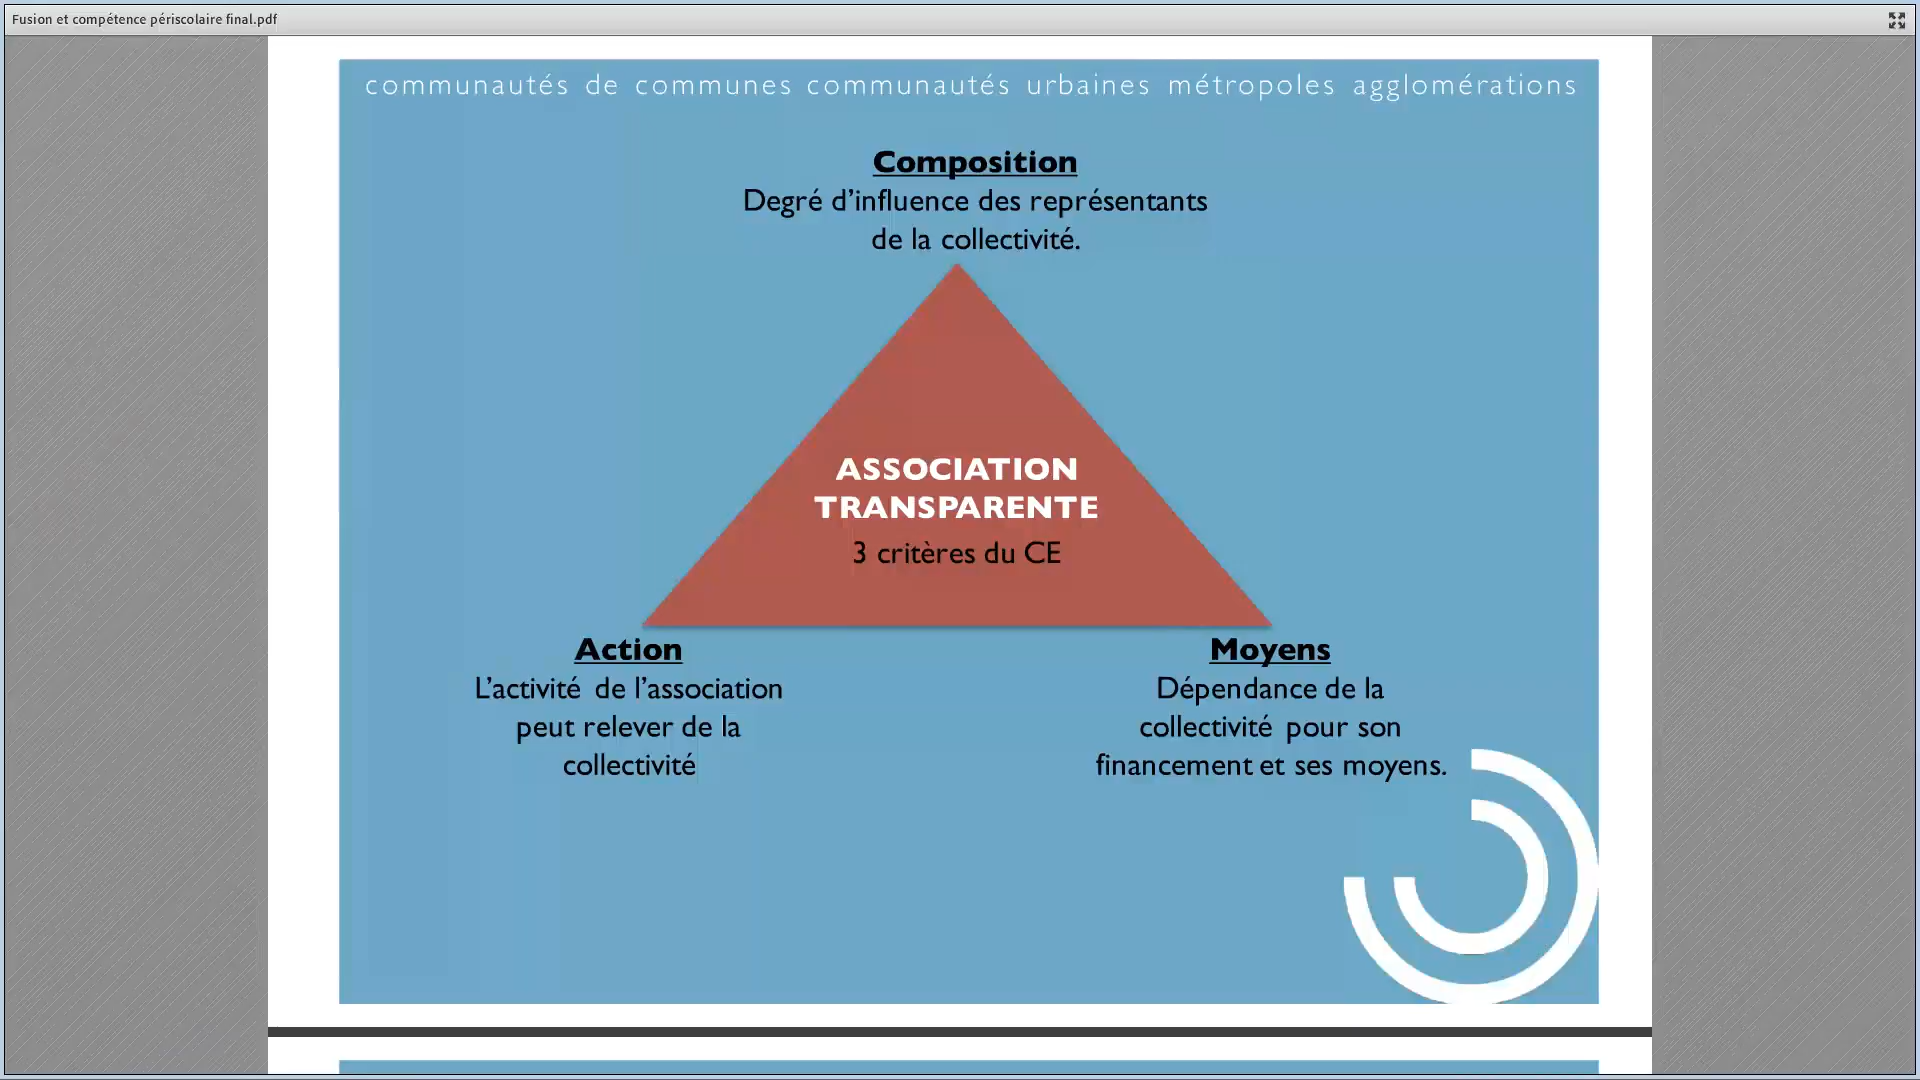 Fusion et compétence périscolaire final.pdf
communautés de communes communautés urbaines métropoles agglomérations
Composition
Degré d’influence des représentants
de la collectivité.
ASSOCIATION
TRANSPARENTE
3 critères du CE
Action
L’activité de l’association
peut relever de la
collectivité
Moyens
Dépendance de la
collectivité pour son
financement et ses moyens.